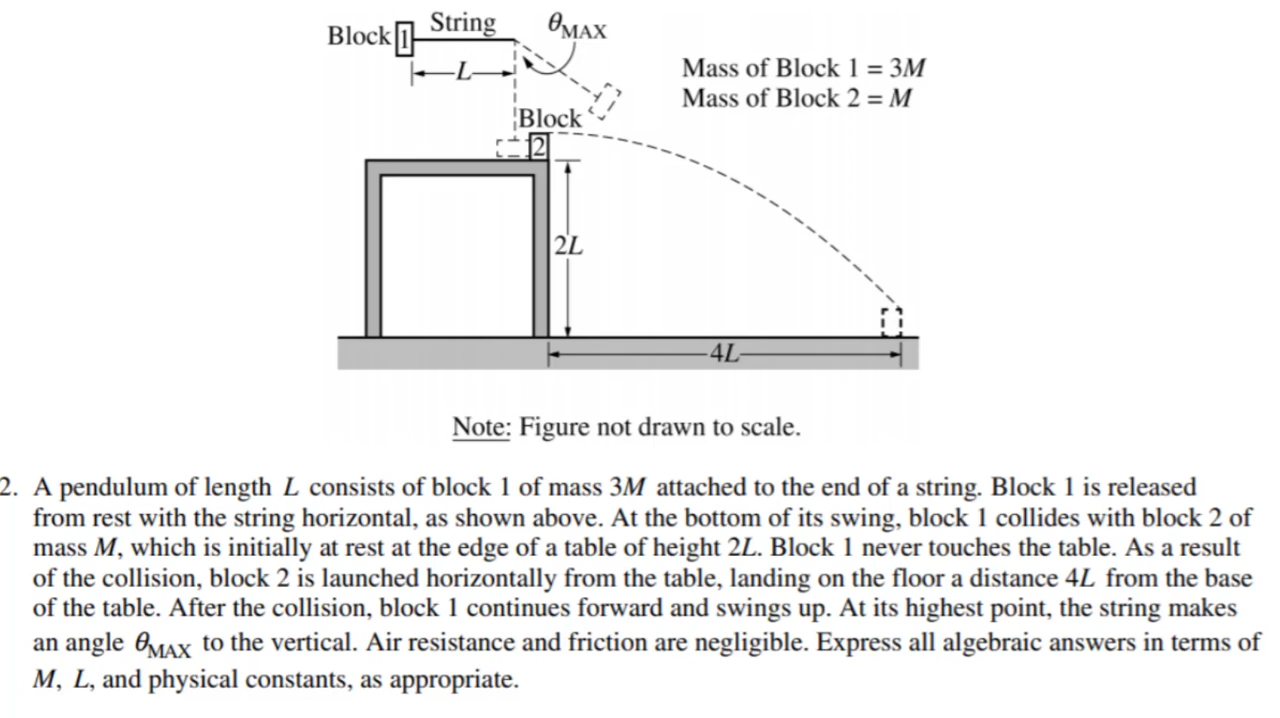 Block 1 String θMAX
L
Mass of Block 1 = 3M
Mass of Block 2 = M
Block
2
2L
4L
Note: Figure not drawn to scale.
2. A pendulum of length L consists of block 1 of mass 3M attached to the end of a string. Block 1 is released
from rest with the string horizontal, as shown above. At the bottom of its swing, block 1 collides with block 2 of
mass M, which is initially at rest at the edge of a table of height 2L. Block 1 never touches the table. As a result
of the collision, block 2 is launched horizontally from the table, landing on the floor a distance 4L from the base
of the table. After the collision, block 1 continues forward and swings up. At its highest point, the string makes
an angle θMAX to the vertical. Air resistance and friction are negligible. Express all algebraic answers in terms of
M, L, and physical constants, as appropriate.